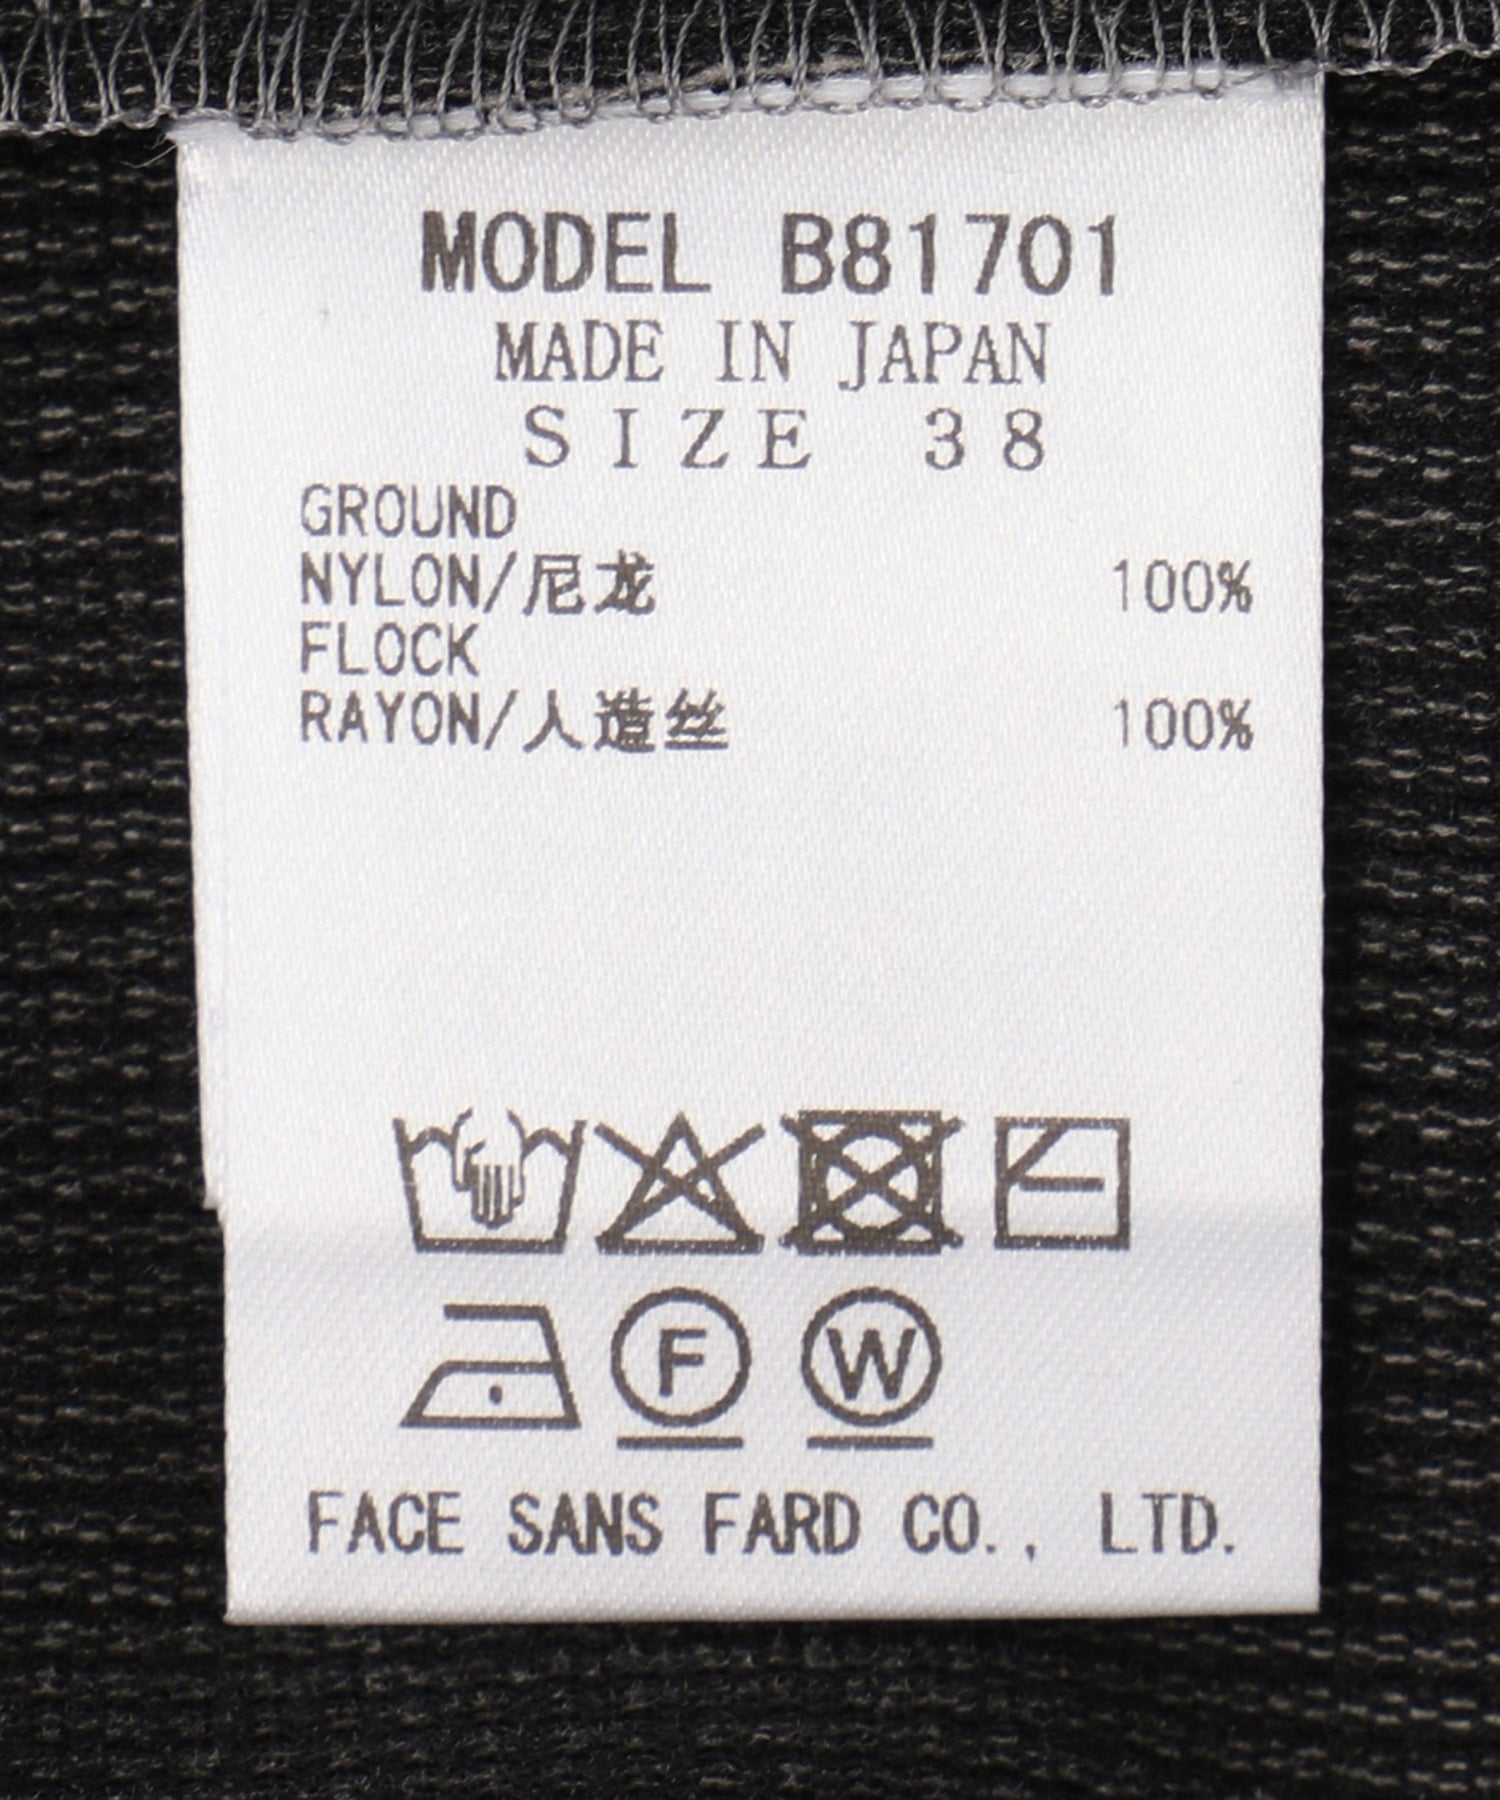 MODEL B81701
MADE IN JAPAN
SIZE 38
GROUND
NYLON/尼龙 100%
FLOCK
RAYON/人造丝 100%
F W
FACE SANS FARD CO., LTD.